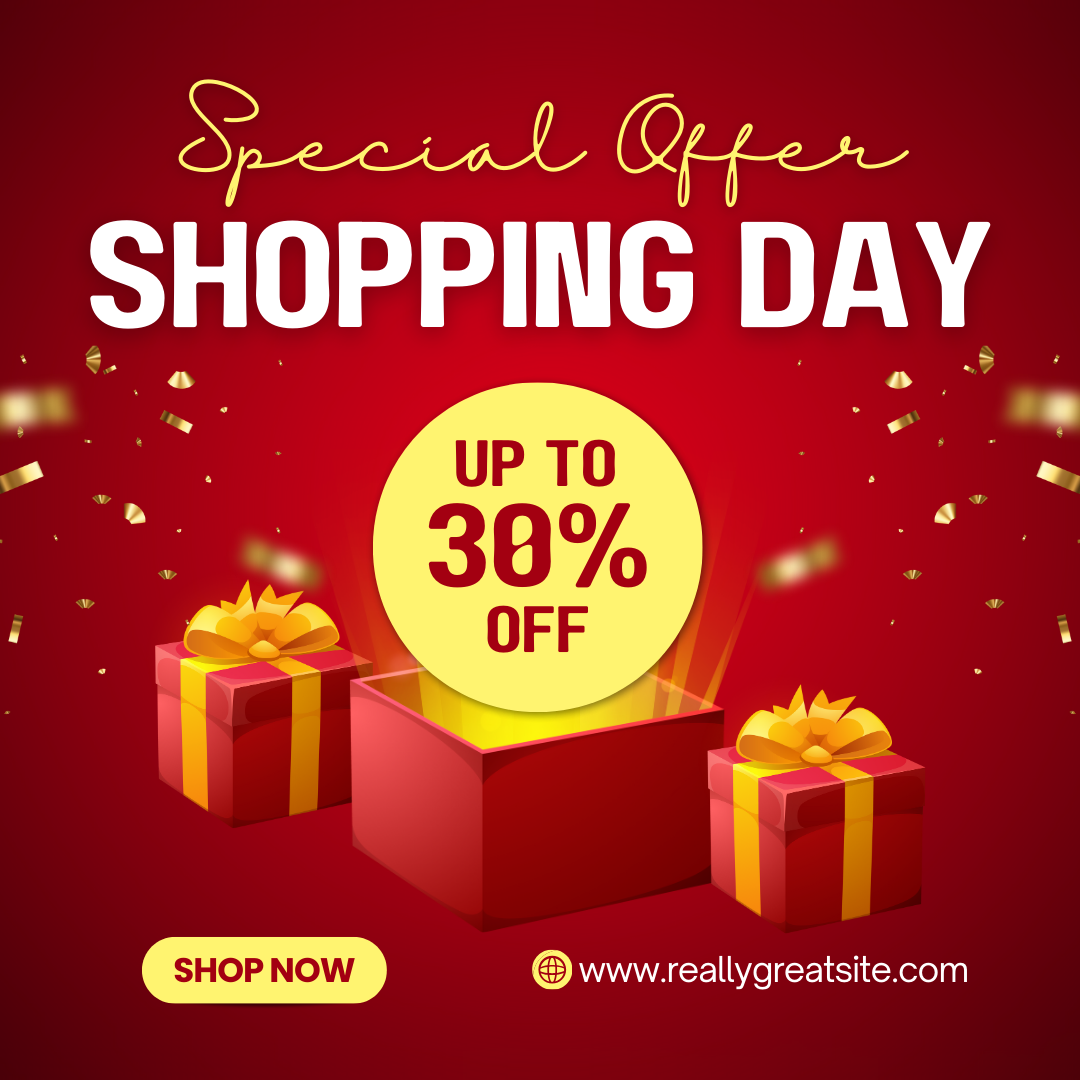 Special Offer
SHOPPING DAY
UP TO
30%
OFF
SHOP NOW
www.reallygreatsite.com